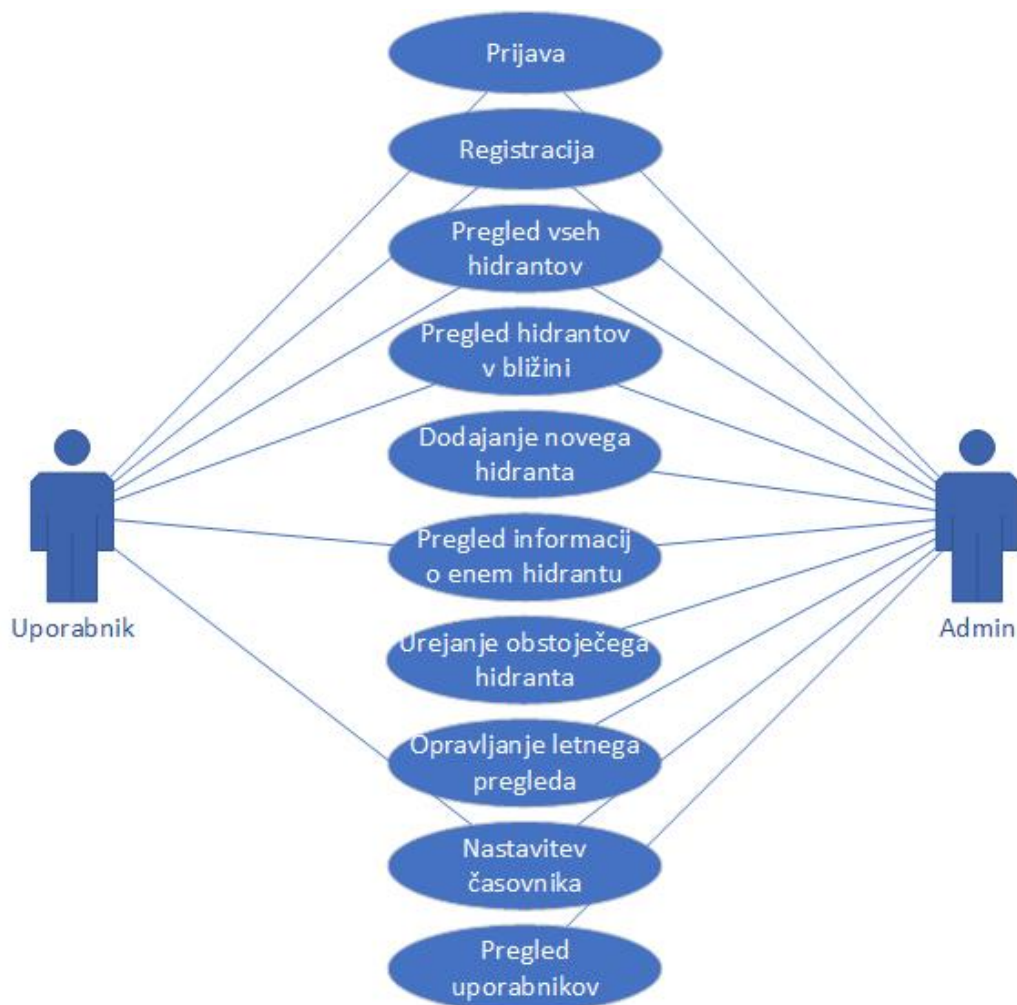 Prijava
Registracija
Pregled vseh
hidrantov
Pregled hidrantov
v bližini
Dodajanje novega
hidranta
Pregled informacij
o enem hidrantu
Uporabnik
Admin
Urejanje obstoječega
hidranta
Opravljanje letnega
pregleda
Nastavitev
časovnika
Pregled
uporabnikov